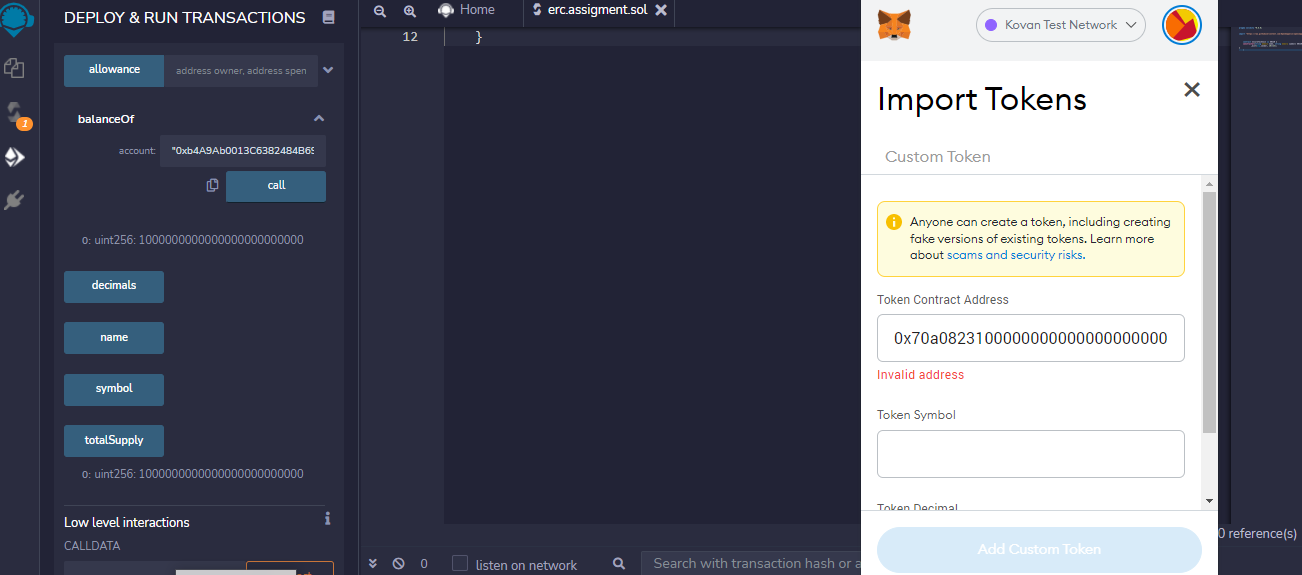 DEPLOY & RUN TRANSACTIONS
allowance
address owner, address spen
balanceOf
account:
"0xb4A9Ab0013C6382484B6
call
0: uint256: 1000000000000000000000000
decimals
name
symbol
totalSupply
0: uint256: 1000000000000000000000000
Low level interactions
i
CALLDATA
1
Home
erc.assigment.sol
12
}
0
listen on network
Search with transaction hash or a
0 reference(s)
Kovan Test Network
Import Tokens
Custom Token
Anyone can create a token, including creating
fake versions of existing tokens. Learn more
about scams and security risks.
Token Contract Address
0x70a08231000000000000000000
Invalid address
Token Symbol
Token Decimal
Add Custom Token